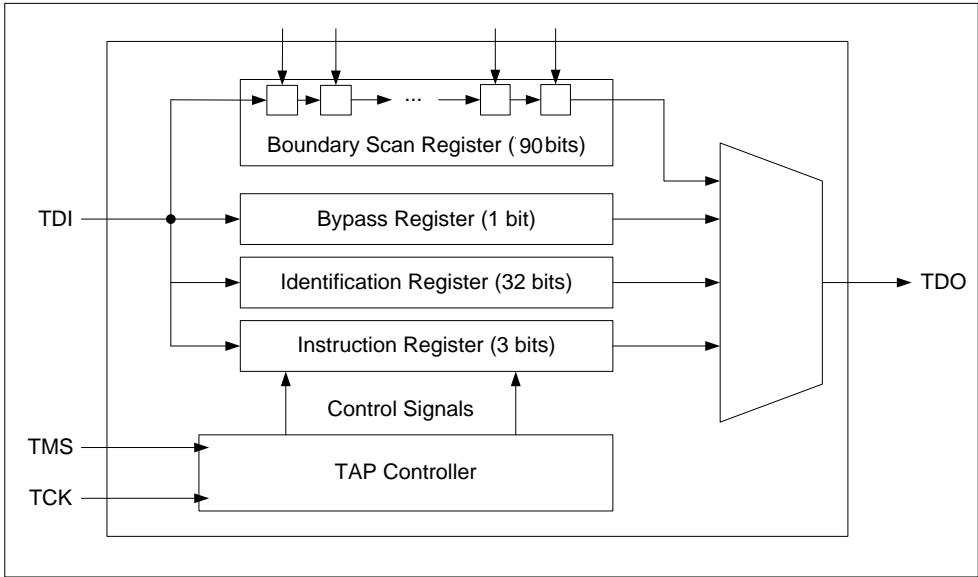 ...
Boundary Scan Register (90 bits)
TDI
Bypass Register (1 bit)
Identification Register (32 bits)
TDO
Instruction Register (3 bits)
Control Signals
TMS
TAP Controller
TCK